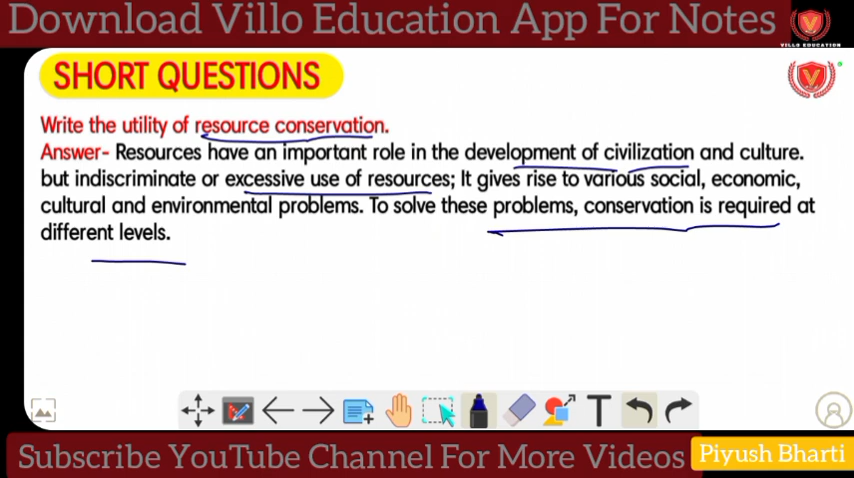 Download Villo Education App For Notes
VILLO EDUCATION
SHORT QUESTIONS
Write the utility of resource conservation.
Answer- Resources have an important role in the development of civilization and culture.
but indiscriminate or excessive use of resources; It gives rise to various social, economic,
cultural and environmental problems. To solve these problems, conservation is required at
different levels.
Subscribe YouTube Channel For More Videos
Piyush Bharti